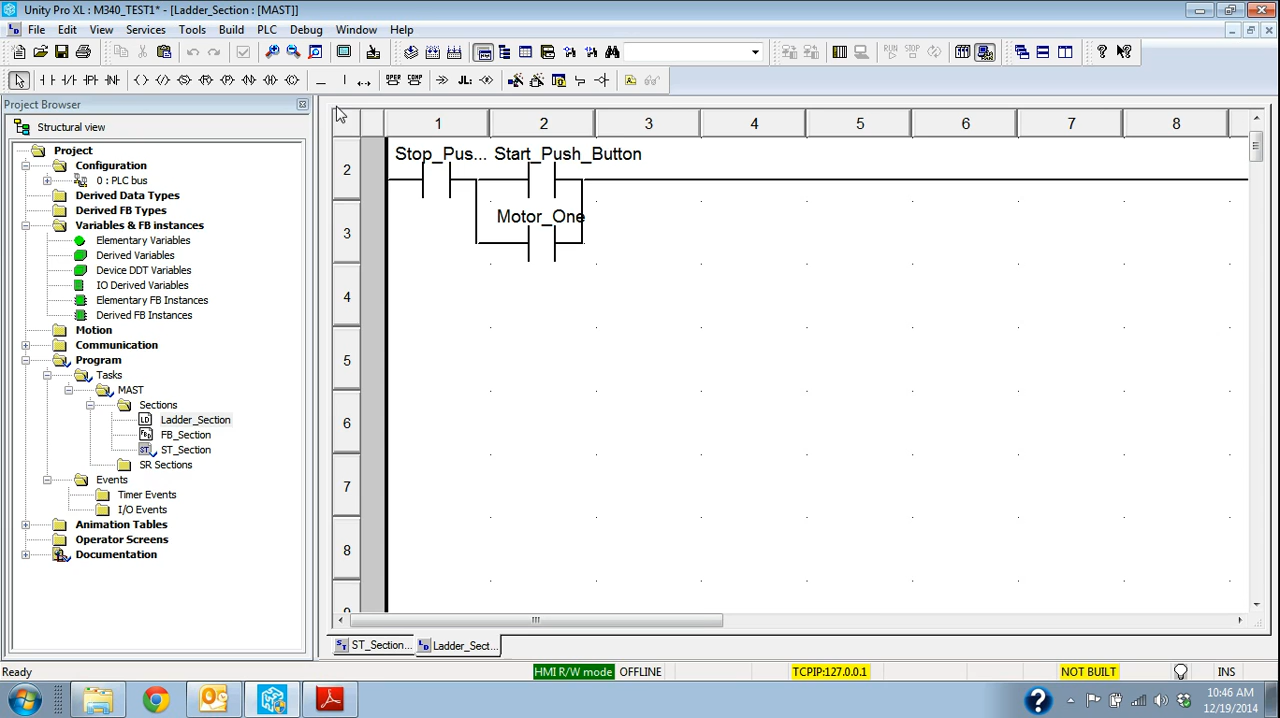 Unity Pro XL : M340_TEST1* - [Ladder_Section : [MAST]]
File Edit View Services Tools Build PLC Debug Window Help
Project Browser
Structural view
Project
Configuration
0 : PLC bus
Derived Data Types
Derived FB Types
Variables & FB instances
Elementary Variables
Derived Variables
Device DDT Variables
IO Derived Variables
Elementary FB Instances
Derived FB Instances
Motion
Communication
Program
Tasks
MAST
Sections
Ladder_Section
FB_Section
ST_Section
SR Sections
Events
Timer Events
I/O Events
Animation Tables
Operator Screens
Documentation
1 2 3 4 5 6 7 8
2
Stop_Pus... Start_Push_Button
3
Motor_One
4
5
6
7
8
ST_Section... Ladder_Sect...
Ready HMI R/W mode OFFLINE TCPIP:127.0.0.1 NOT BUILT INS
10:46 AM
12/19/2014